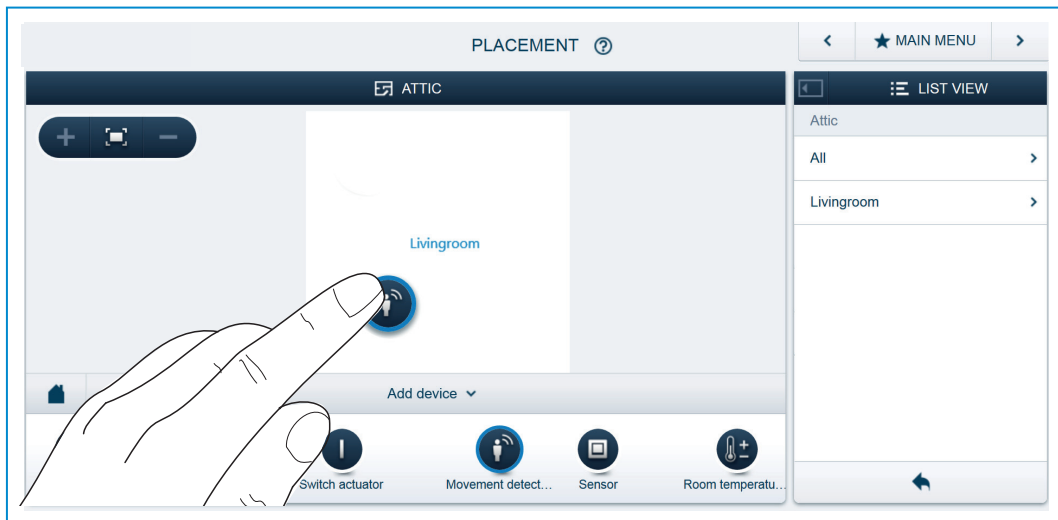 PLACEMENT ?
MAIN MENU
ATTIC
LIST VIEW
Attic
All
Livingroom
Livingroom
Add device
Switch actuator
Movement detect...
Sensor
Room temperatu...